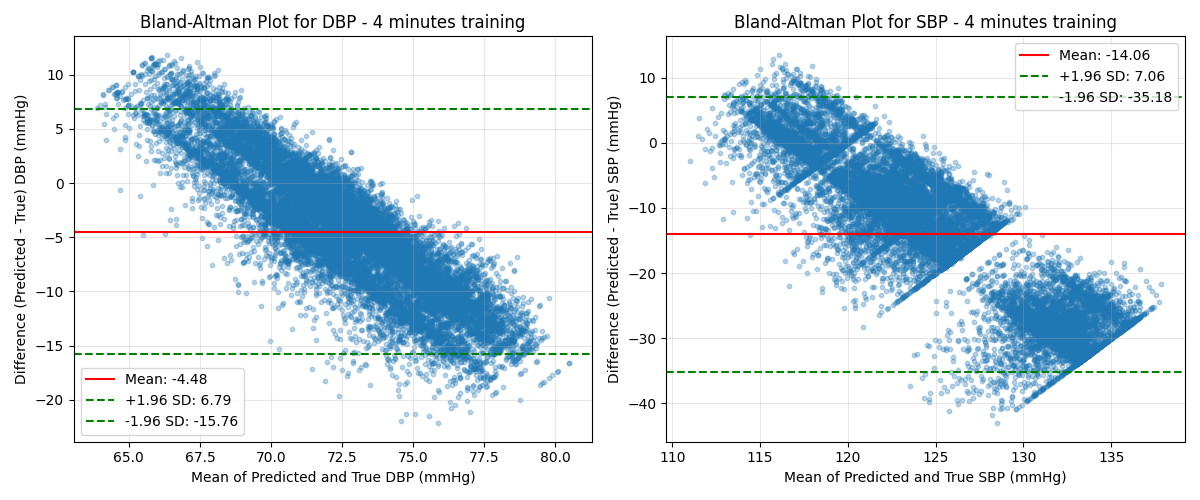 Bland-Altman Plot for DBP - 4 minutes training
Difference (Predicted - True) DBP (mmHg)
10
5
0
−5
−10
−15
−20
Mean: -4.48
+1.96 SD: 6.79
-1.96 SD: -15.76
65.0 67.5 70.0 72.5 75.0 77.5 80.0
Mean of Predicted and True DBP (mmHg)
Bland-Altman Plot for SBP - 4 minutes training
Difference (Predicted - True) SBP (mmHg)
10
0
−10
−20
−30
−40
Mean: -14.06
+1.96 SD: 7.06
-1.96 SD: -35.18
110 115 120 125 130 135
Mean of Predicted and True SBP (mmHg)